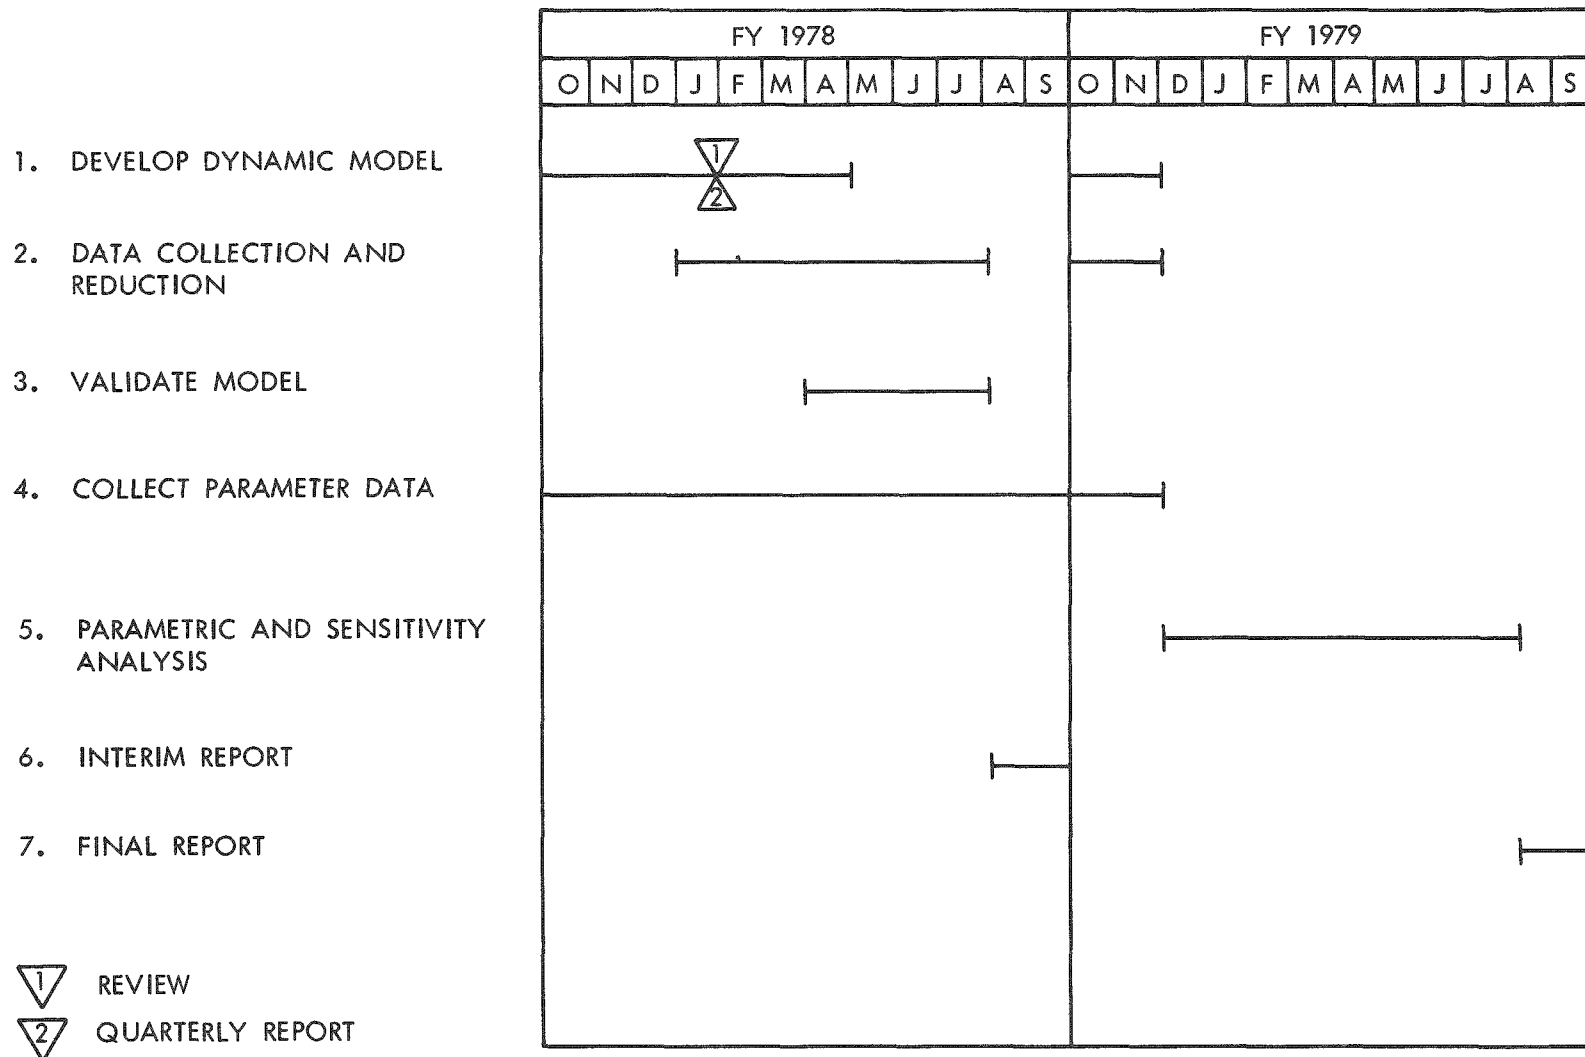 FY 1978 FY 1979
O N D J F M A M J J A S O N D J F M A M J J A S
1. DEVELOP DYNAMIC MODEL
1
2
2. DATA COLLECTION AND
REDUCTION
3. VALIDATE MODEL
4. COLLECT PARAMETER DATA
5. PARAMETRIC AND SENSITIVITY
ANALYSIS
6. INTERIM REPORT
7. FINAL REPORT
1 REVIEW
2 QUARTERLY REPORT